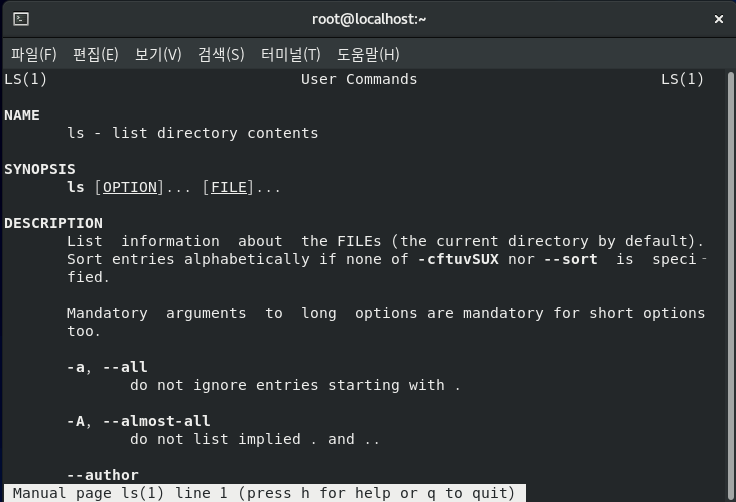 root@localhost:~
파일(F) 편집(E) 보기(V) 검색(S) 터미널(T) 도움말(H)
LS(1) User Commands LS(1)
NAME
ls - list directory contents
SYNOPSIS
ls [OPTION]... [FILE]...
DESCRIPTION
List information about the FILEs (the current directory by default).
Sort entries alphabetically if none of -cftuvSUX nor --sort is speci‐
fied.
Mandatory arguments to long options are mandatory for short options
too.
-a, --all
do not ignore entries starting with .
-A, --almost-all
do not list implied . and ..
--author
Manual page ls(1) line 1 (press h for help or q to quit)